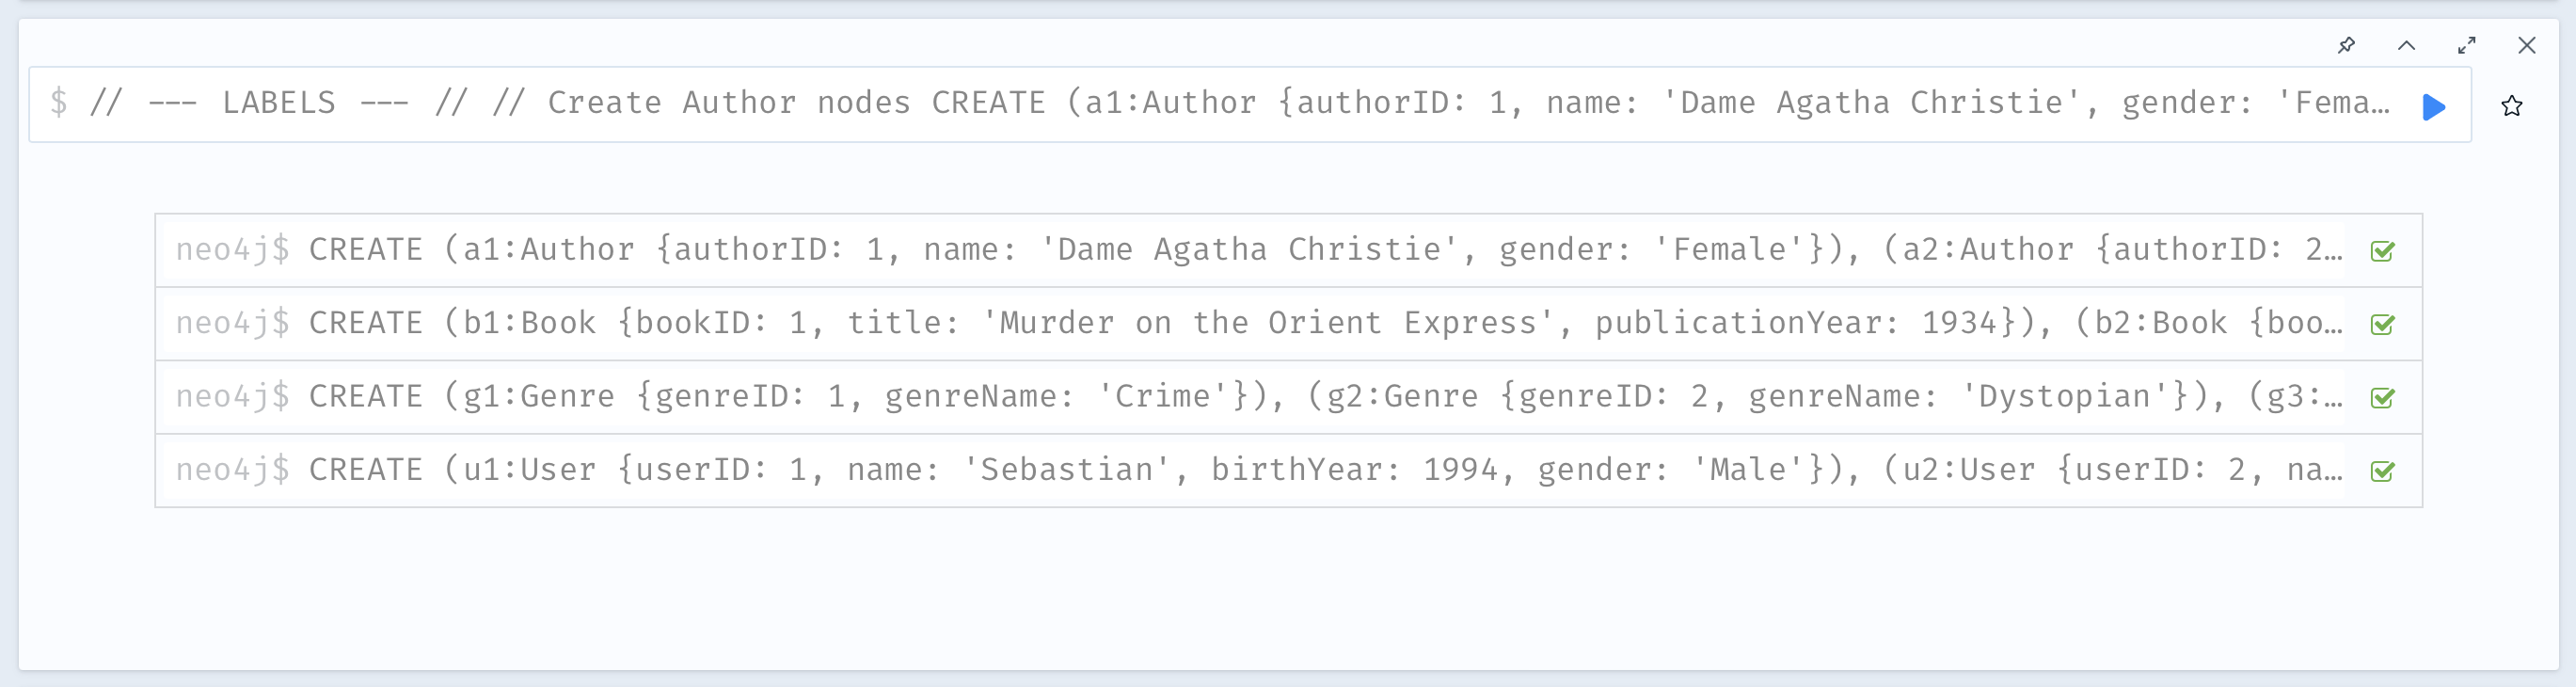 $ // --- LABELS --- // // Create Author nodes CREATE (a1:Author {authorID: 1, name: 'Dame Agatha Christie', gender: 'Fema…
neo4j$ CREATE (a1:Author {authorID: 1, name: 'Dame Agatha Christie', gender: 'Female'}), (a2:Author {authorID: 2…
neo4j$ CREATE (b1:Book {bookID: 1, title: 'Murder on the Orient Express', publicationYear: 1934}), (b2:Book {boo…
neo4j$ CREATE (g1:Genre {genreID: 1, genreName: 'Crime'}), (g2:Genre {genreID: 2, genreName: 'Dystopian'}), (g3:…
neo4j$ CREATE (u1:User {userID: 1, name: 'Sebastian', birthYear: 1994, gender: 'Male'}), (u2:User {userID: 2, na…